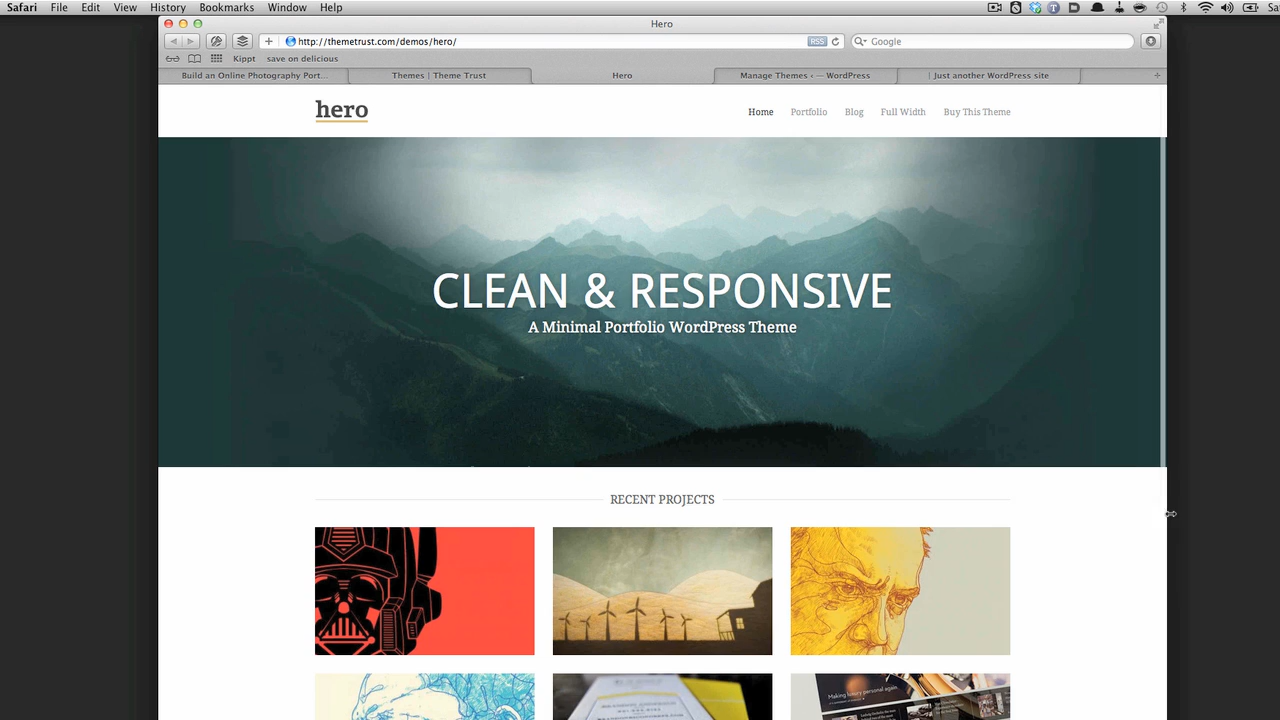 Safari File Edit View History Bookmarks Window Help
Hero
http://themetrust.com/demos/hero/ RSS Google
Kippt save on delicious
Build an Online Photography Port... Themes | Theme Trust Hero Manage Themes ‹ — WordPress | Just another WordPress site
hero
Home Portfolio Blog Full Width Buy This Theme
CLEAN & RESPONSIVE
A Minimal Portfolio WordPress Theme
RECENT PROJECTS
Making luxury personal again.